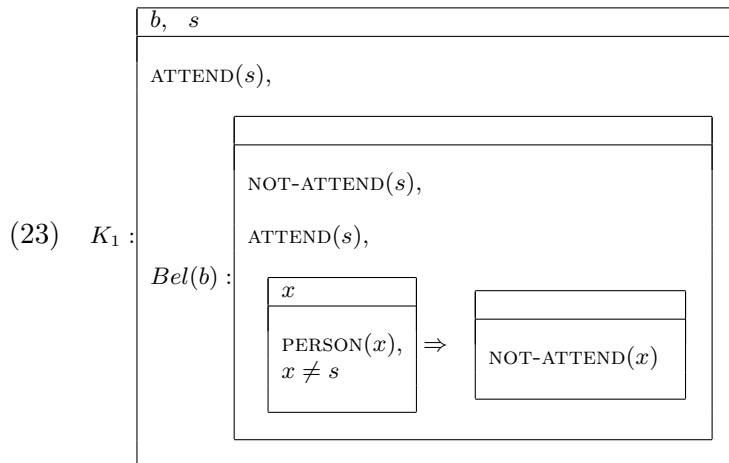 b, s
ATTEND(s),
NOT-ATTEND(s),
(23) K₁ :
ATTEND(s),
Bel(b) :
x
PERSON(x),
x ≠ s
⇒
NOT-ATTEND(x)